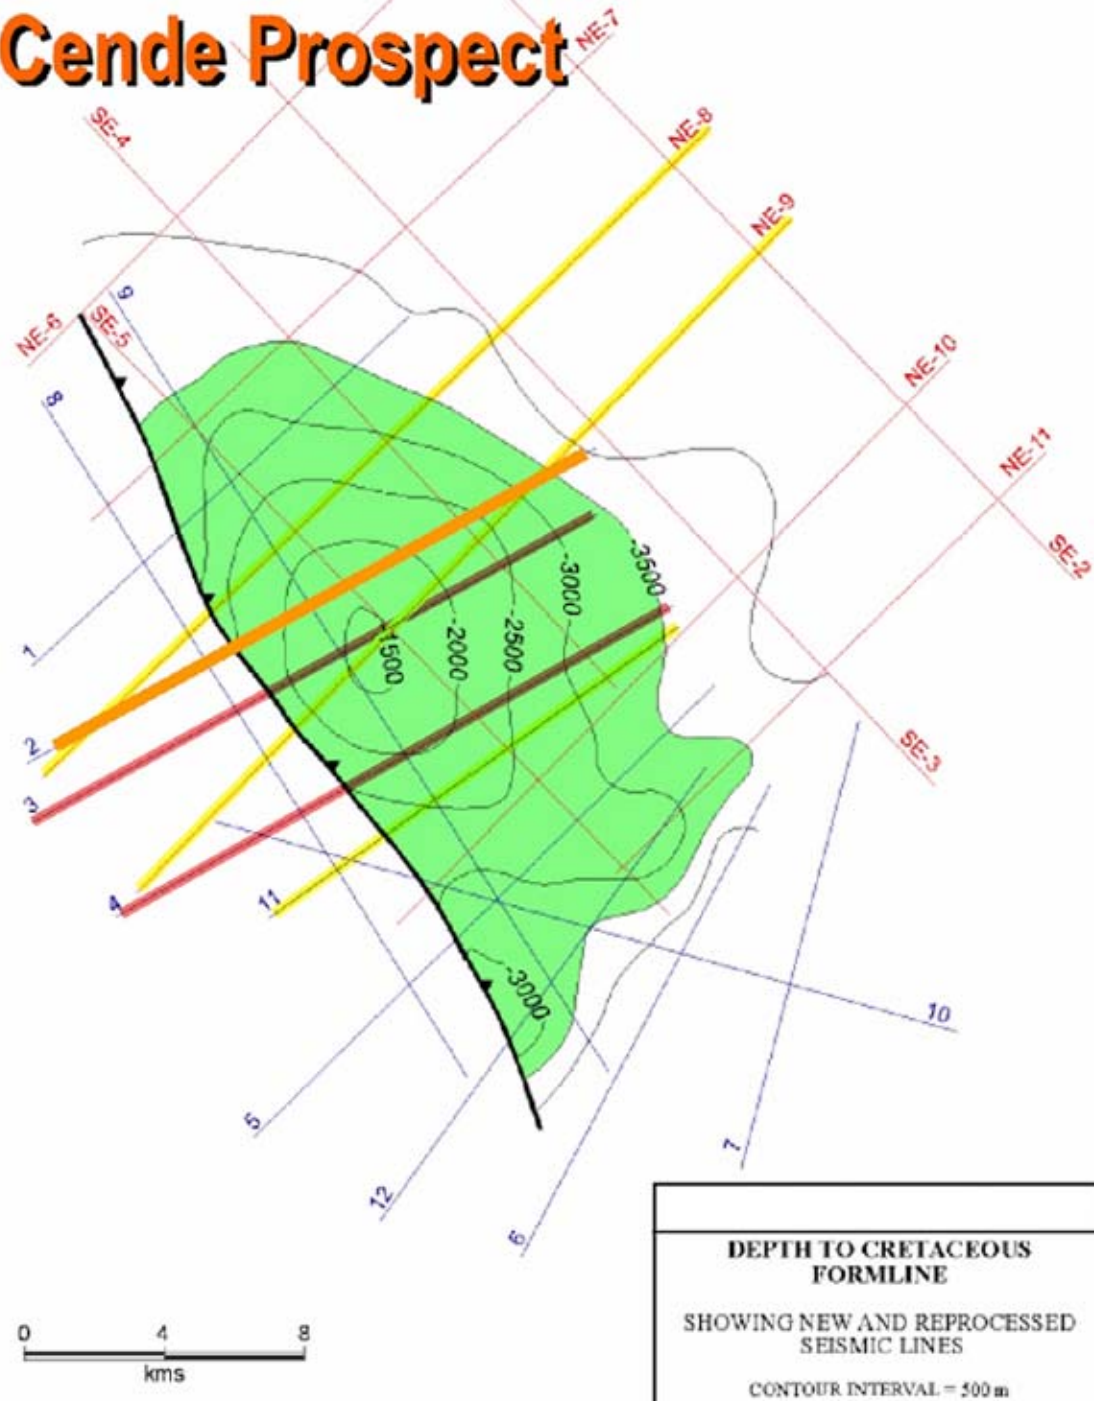 Cende Prospect
NE-7
SE-4
NE-8
NE-9
9
NE-6
SE-5
8
NE-10
NE-11
SE-2
-3500
-3000
-2500
-2000
-1500
1
2
3
4
11
SE-3
-3000
10
5
12
6
7
0 4 8
kms
DEPTH TO CRETACEOUS
FORMLINE
SHOWING NEW AND REPROCESSED
SEISMIC LINES
CONTOUR INTERVAL = 500 m